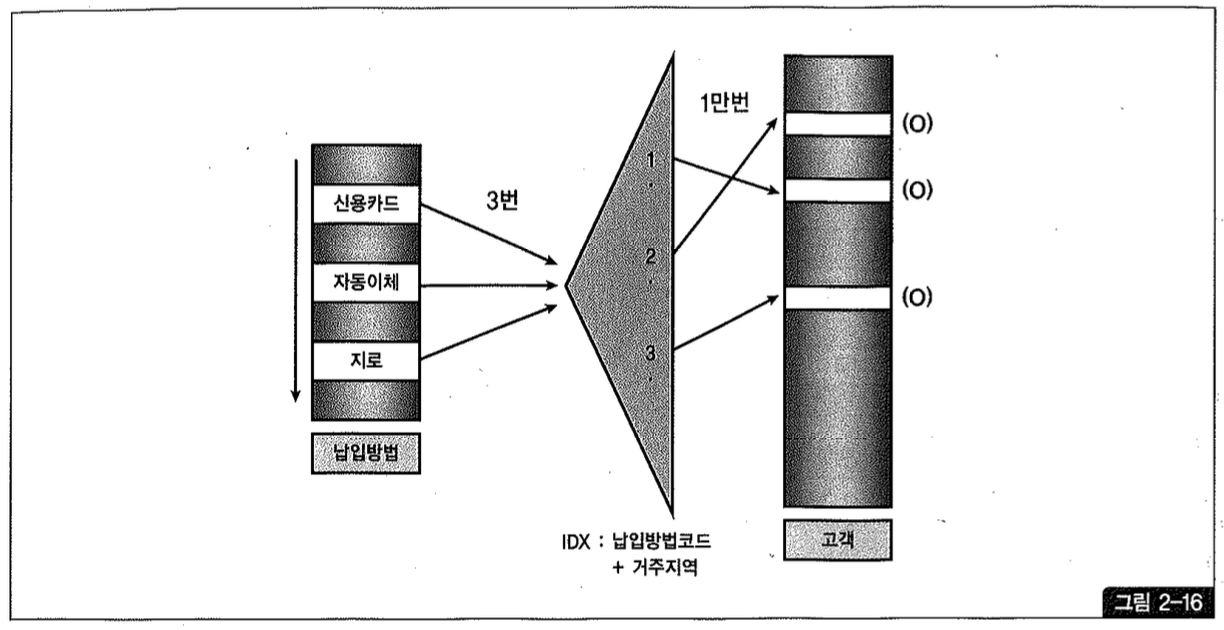 신용카드
자동이체
지로
납입방법
3번
1
2
3
IDX : 납입방법코드
+ 거주지역
1만번
(O)
(O)
(O)
고객
그림 2-16